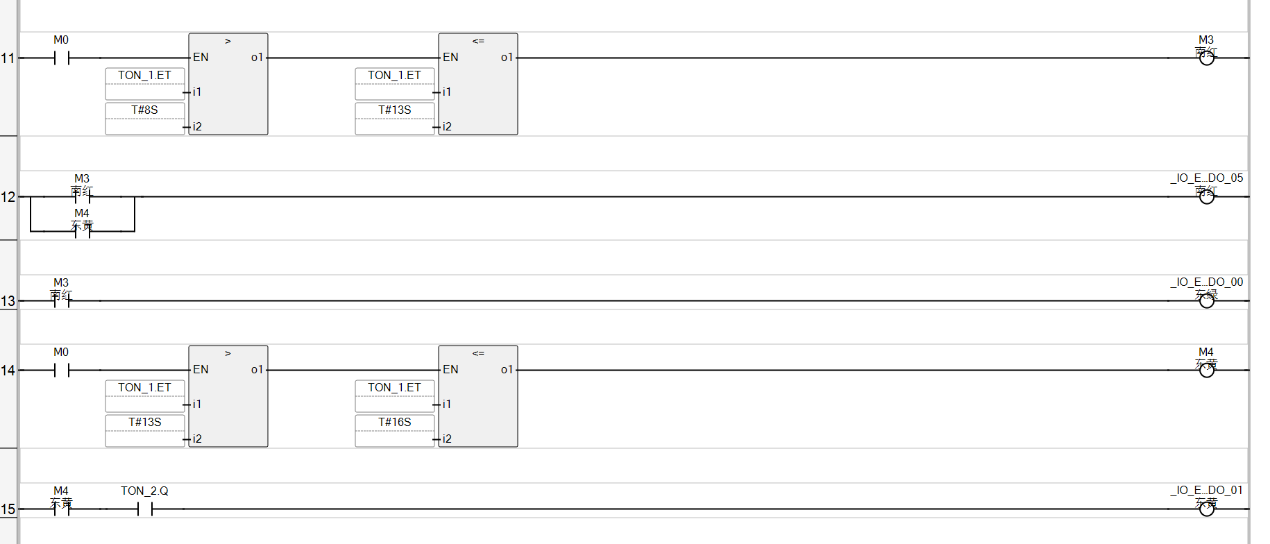 M0
>
<=
M3
南红
11
EN
o1
EN
o1
TON_1.ET
i1
TON_1.ET
i1
T#8S
i2
T#13S
i2
M3
南红
_IO_E...DO_05
南红
12
M4
东黄
M3
南红
_IO_E...DO_00
东绿
13
M0
>
<=
M4
东黄
14
EN
o1
EN
o1
TON_1.ET
i1
TON_1.ET
i1
T#13S
i2
T#16S
i2
M4
东黄
TON_2.Q
_IO_E...DO_01
东黄
15